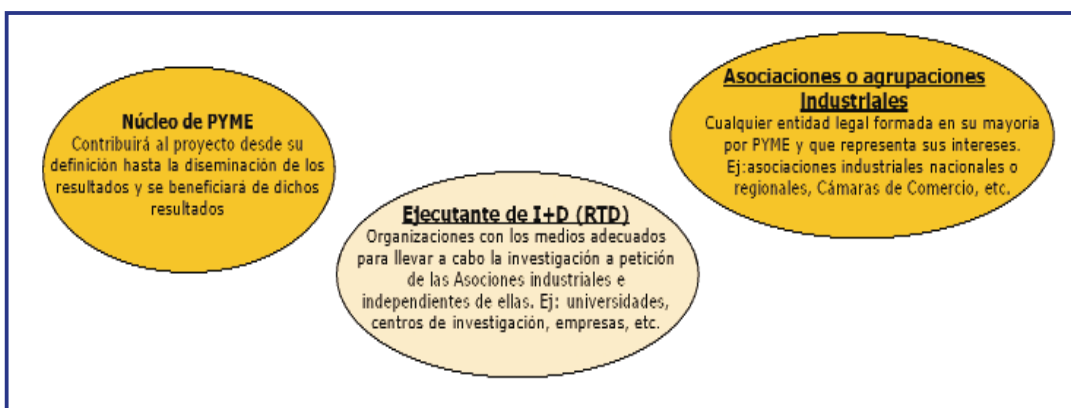 Núcleo de PYME
Contribuirá al proyecto desde su
definición hasta la diseminación de los
resultados y se beneficiará de dichos
resultados
Ejecutante de I+D (RTD)
Organizaciones con los medios adecuados
para llevar a cabo la investigación a petición
de las Asociones industriales e
independientes de ellas. Ej: universidades,
centros de investigación, empresas, etc.
Asociaciones o agrupaciones
Industriales
Cualquier entidad legal formada en su mayoría
por PYME y que representa sus intereses.
Ej:asociaciones industriales nacionales o
regionales, Cámaras de Comercio, etc.